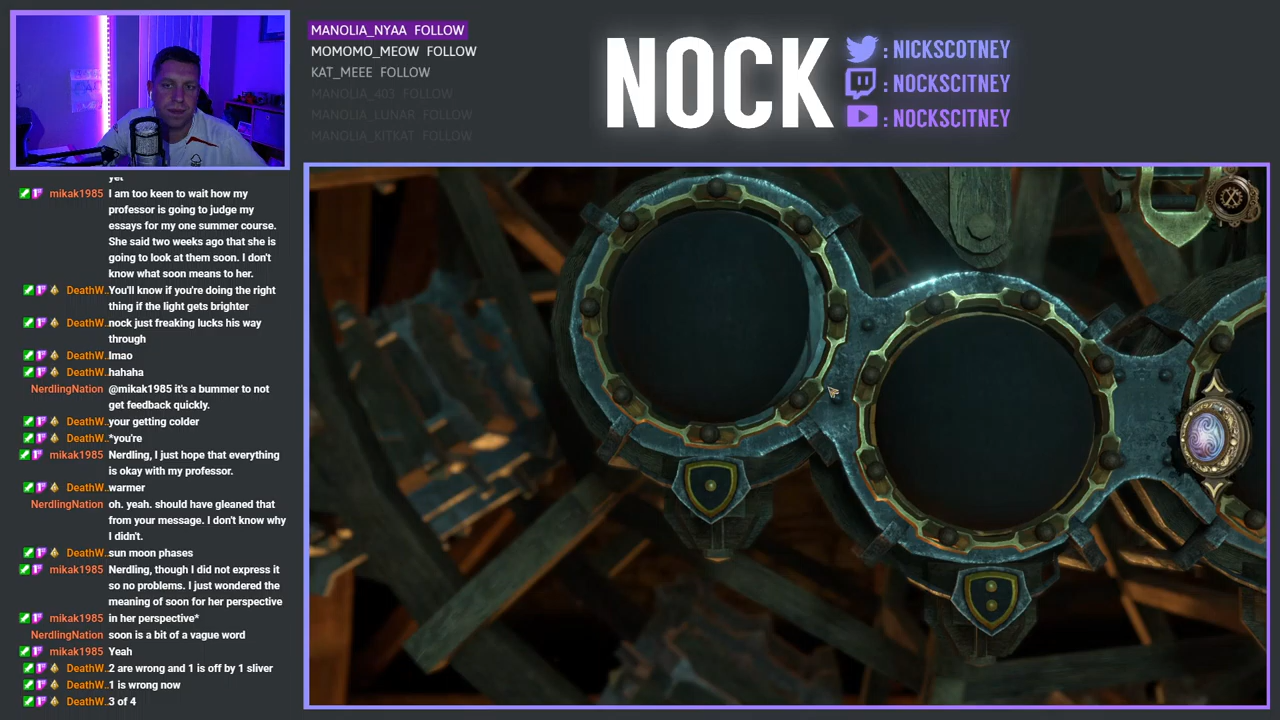 MANOLIA_NYAA FOLLOW
MOMOMO_MEOW FOLLOW
KAT_MEEE FOLLOW
MANOLIA_403 FOLLOW
MANOLIA_LUNAR FOLLOW
MANOLIA_KITKAT FOLLOW
NOCK
: NICKSCOTNEY
: NOCKSCITNEY
: NOCKSCITNEY
yet
mikak1985 I am too keen to wait how my
professor is going to judge my
essays for my one summer course.
She said two weeks ago that she is
going to look at them soon. I don't
know what soon means to her.
DeathW.. You'll know if you're doing the right
thing if the light gets brighter
DeathW.. nock just freaking lucks his way
through
DeathW.. lmao
DeathW.. hahaha
NerdlingNation @mikak1985 it's a bummer to not
get feedback quickly.
DeathW.. your getting colder
DeathW.. *you're
mikak1985 Nerdling, I just hope that everything
is okay with my professor.
DeathW.. warmer
NerdlingNation oh. yeah. should have gleaned that
from your message. I don't know why
I didn't.
DeathW.. sun moon phases
mikak1985 Nerdling, though I did not express it
so no problems. I just wondered the
meaning of soon for her perspective
mikak1985 in her perspective*
NerdlingNation soon is a bit of a vague word
mikak1985 Yeah
DeathW.. 2 are wrong and 1 is off by 1 sliver
DeathW.. 1 is wrong now
DeathW.. 3 of 4